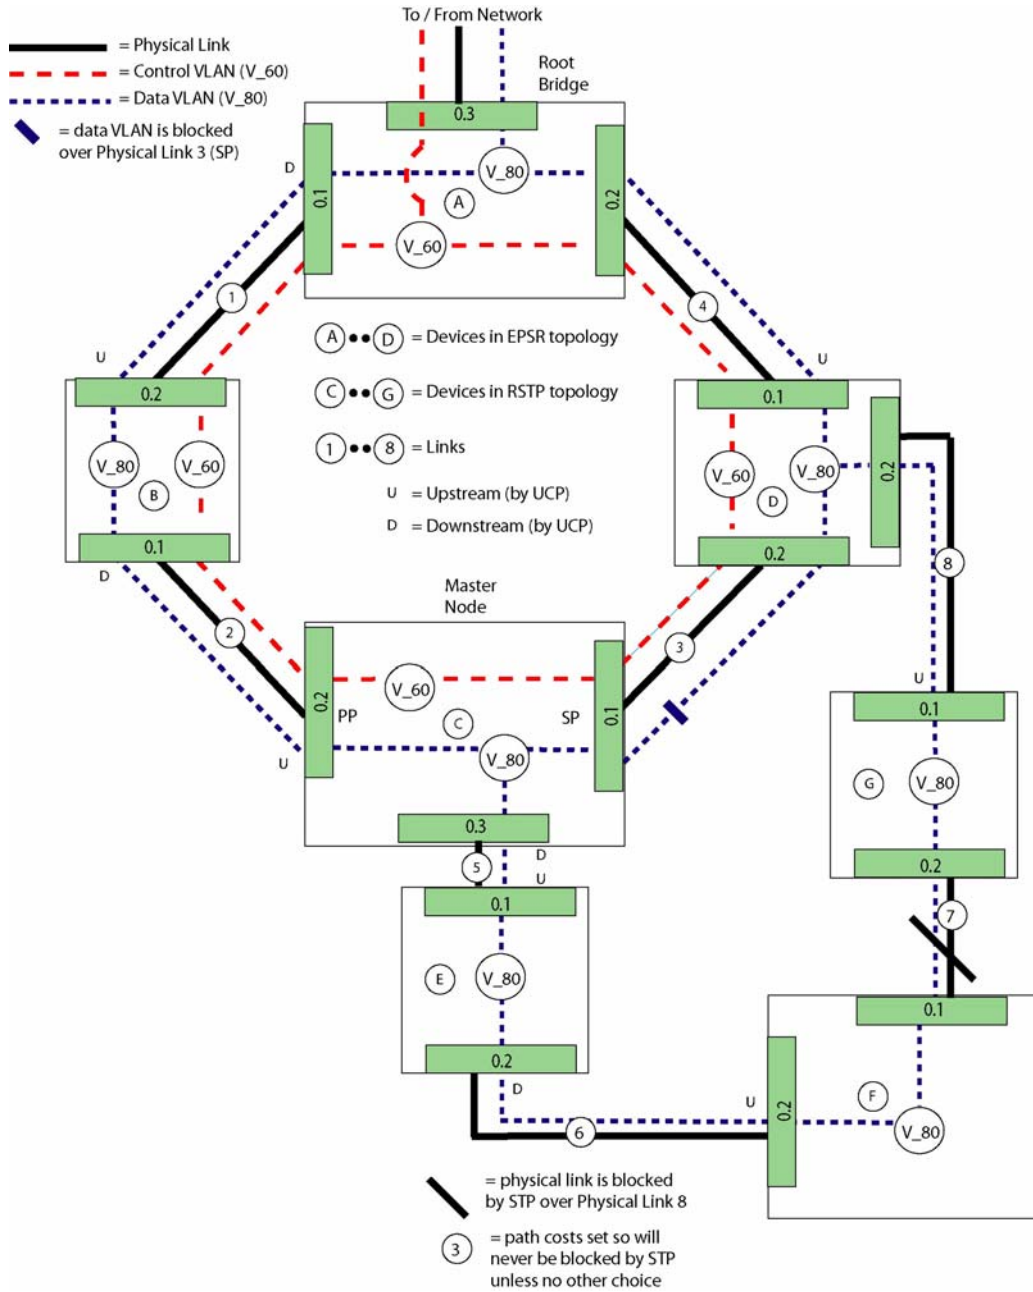 To / From Network
= Physical Link
= Control VLAN (V_60)
= Data VLAN (V_80)
= data VLAN is blocked
over Physical Link 3 (SP)
Root
Bridge
0.3
D
V_80
0.1
A
0.2
V_60
1
4
A D = Devices in EPSR topology
C G = Devices in RSTP topology
1 8 = Links
U = Upstream (by UCP)
D = Downstream (by UCP)
U
0.2
V_80
V_60
B
0.1
D
U
0.1
0.2
V_60
V_80
D
0.2
8
2
Master
Node
3
0.2
PP
V_60
C
SP
0.1
U
V_80
0.3
D
5
U
0.1
E
V_80
0.2
D
U
0.1
G
V_80
0.2
7
0.1
U
0.2
F
V_80
6
= physical link is blocked
by STP over Physical Link 8
3
= path costs set so will
never be blocked by STP
unless no other choice